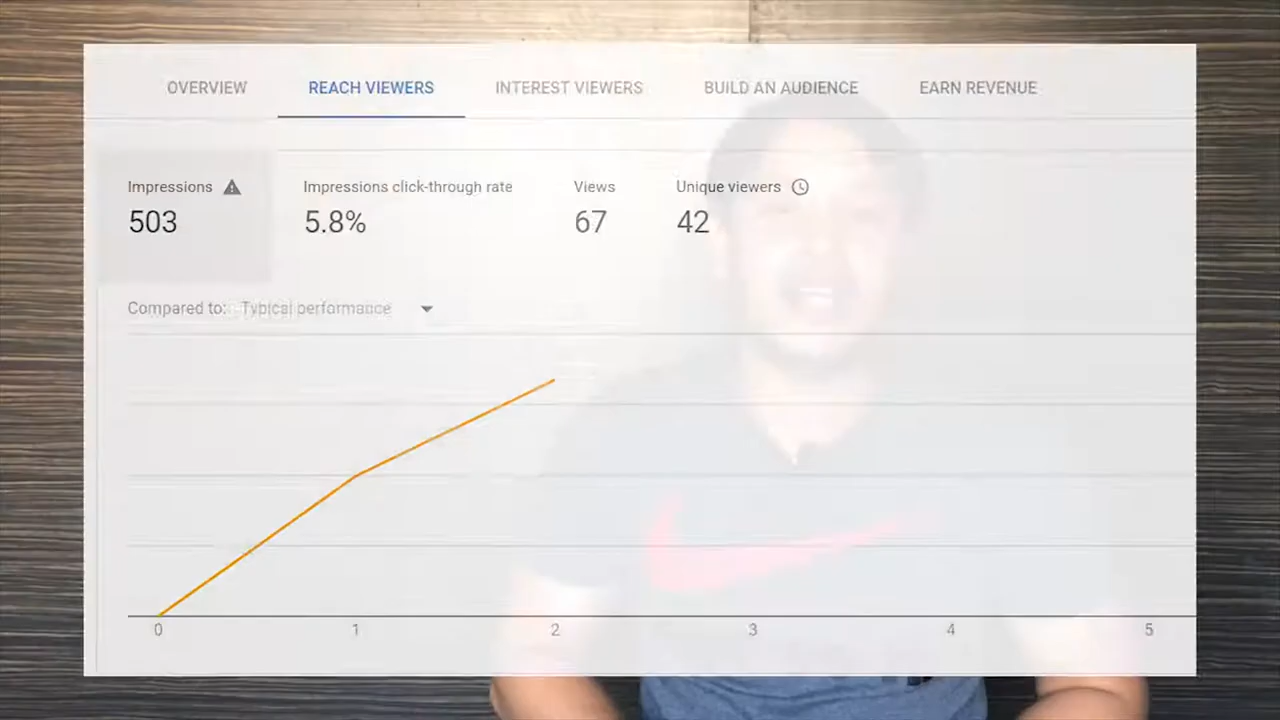 OVERVIEW REACH VIEWERS INTEREST VIEWERS BUILD AN AUDIENCE EARN REVENUE
Impressions Impressions click-through rate Views Unique viewers
503 5.8% 67 42
Compared to: Typical performance
0 1 2 3 4 5